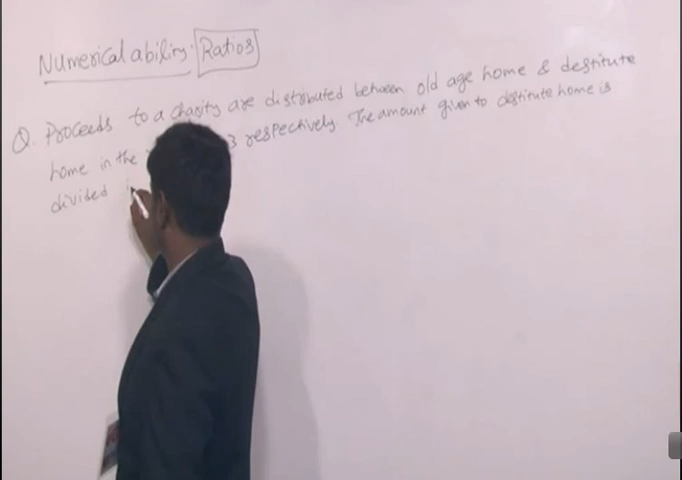 Numerical ability: Ratios
Q. Proceeds to a charity are distributed between old age home & destitute
home in the 3 respectively. The amount given to destitute home is
divided